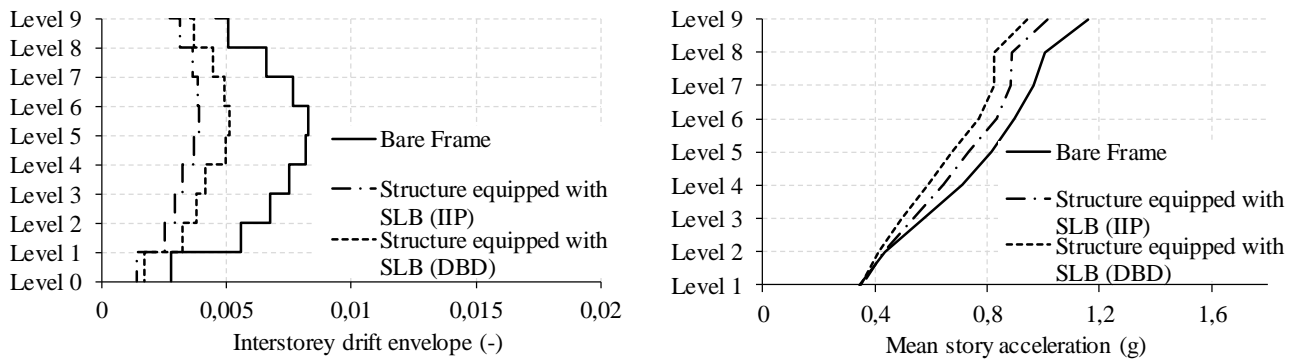 Level 9
Level 8
Level 7
Level 6
Level 5
Level 4
Level 3
Level 2
Level 1
Level 0
0
0,005
0,01
0,015
0,02
Interstorey drift envelope (-)
Bare Frame
Structure equipped with
SLB (IIP)
Structure equipped with
SLB (DBD)
Level 9
Level 8
Level 7
Level 6
Level 5
Level 4
Level 3
Level 2
Level 1
0
0,4
0,8
1,2
1,6
Mean story acceleration (g)
Bare Frame
Structure equipped with
SLB (IIP)
Structure equipped with
SLB (DBD)